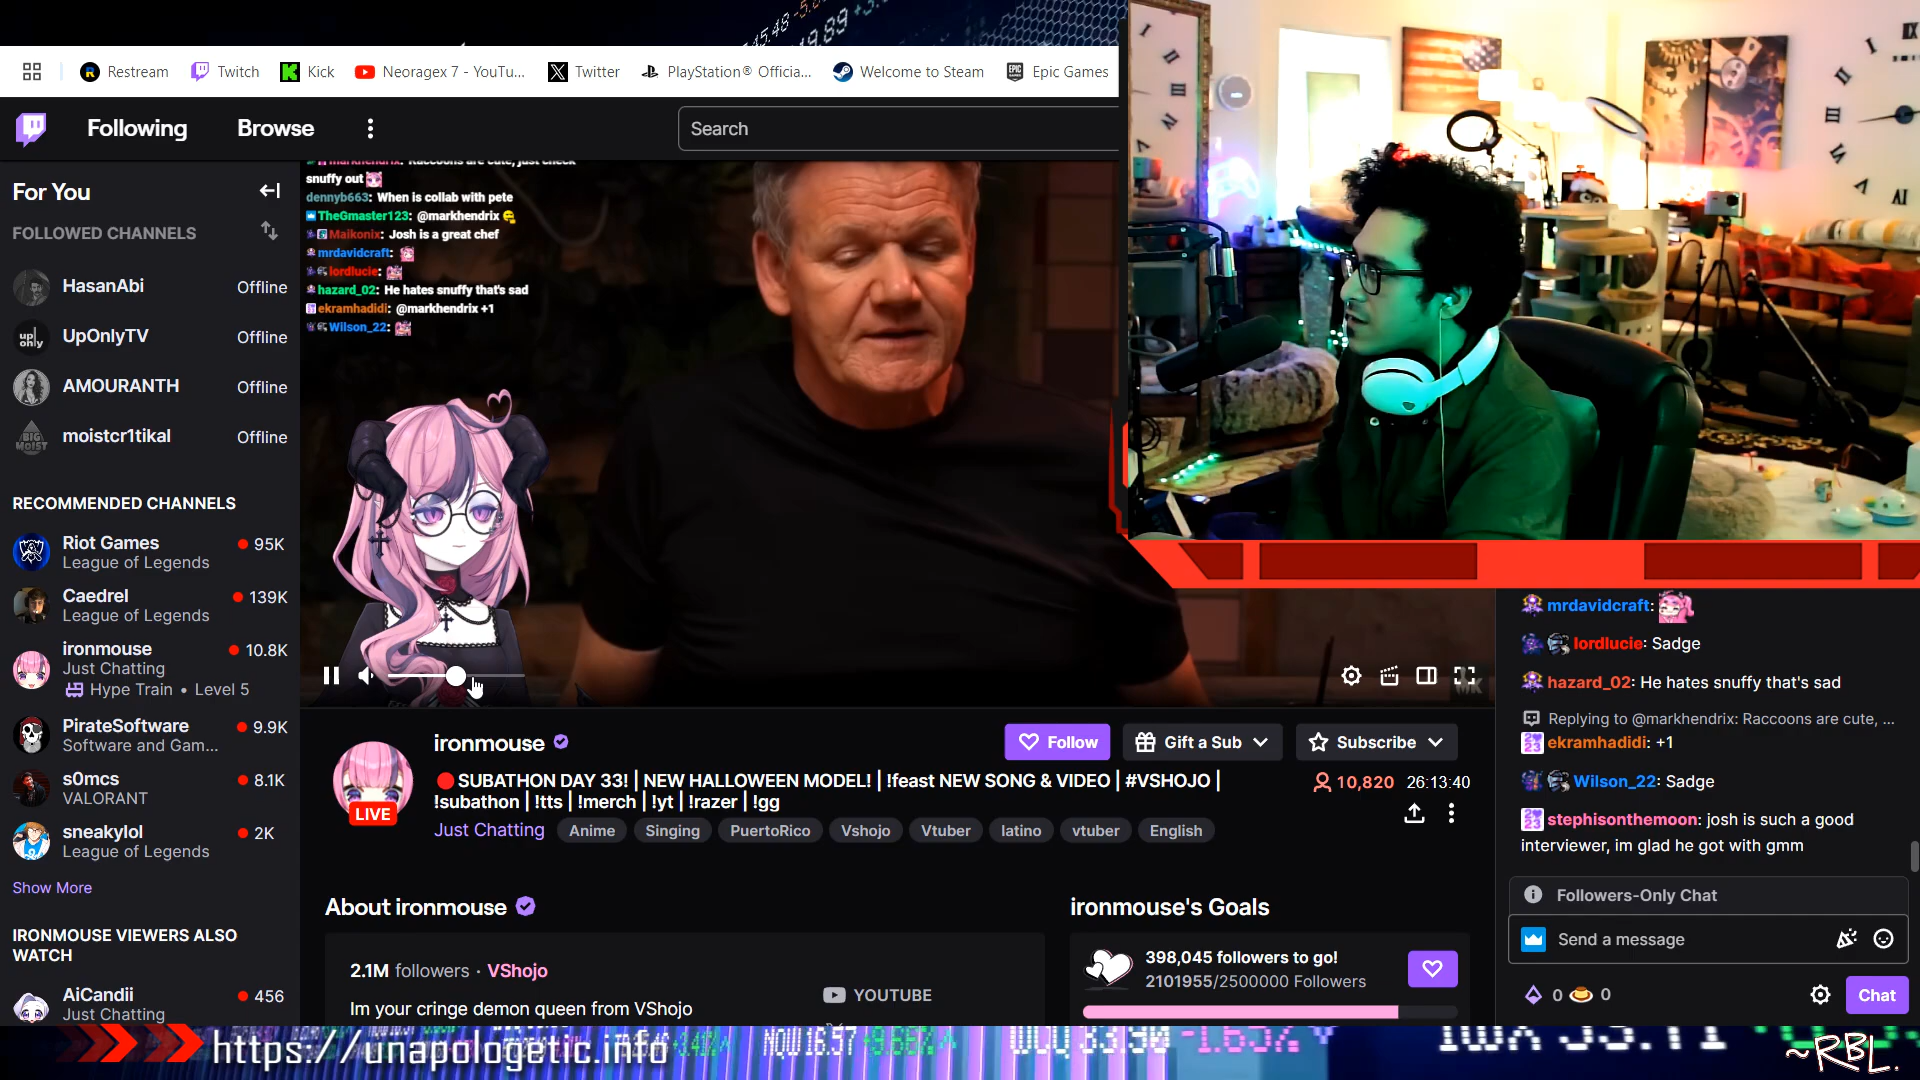 Restream
Twitch
Kick
Neoragex 7 - YouTu...
Twitter
PlayStation® Officia...
Welcome to Steam
Epic Games
Following
Browse
Search
For You
FOLLOWED CHANNELS
HasanAbi Offline
UpOnlyTV Offline
AMOURANTH Offline
moistcr1tikal Offline
RECOMMENDED CHANNELS
Riot Games 95K
League of Legends
Caedrel 139K
League of Legends
ironmouse 10.8K
Just Chatting
Hype Train • Level 5
PirateSoftware 9.9K
Software and Gam...
s0mcs 8.1K
VALORANT
sneakylol 2K
League of Legends
Show More
IRONMOUSE VIEWERS ALSO
WATCH
AiCandii 456
Just Chatting
markhendrix: Raccoons are cute, just check
snuffy out
dennyb663: When is collab with pete
TheGmaster123: @markhendrix
Maikonix: Josh is a great chef
mrdavidcraft:
lordlucie:
hazard_02: He hates snuffy that's sad
ekramhadidi: @markhendrix +1
Wilson_22:
ironmouse
Follow
Gift a Sub
Subscribe
SUBATHON DAY 33! | NEW HALLOWEEN MODEL! | !feast NEW SONG & VIDEO | #VSHOJO |
!subathon | !tts | !merch | !yt | !razer | !gg
10,820 26:13:40
LIVE
Just Chatting Anime Singing PuertoRico Vshojo Vtuber latino vtuber English
About ironmouse
2.1M followers · VShojo
Im your cringe demon queen from VShojo
YOUTUBE
ironmouse's Goals
398,045 followers to go!
2101955/2500000 Followers
mrdavidcraft:
lordlucie: Sadge
hazard_02: He hates snuffy that's sad
Replying to @markhendrix: Raccoons are cute, ...
ekramhadidi: +1
Wilson_22: Sadge
stephisonthemoon: josh is such a good
interviewer, im glad he got with gmm
Followers-Only Chat
Send a message
0 0
Chat
https://unapologetic.info
~RBL.